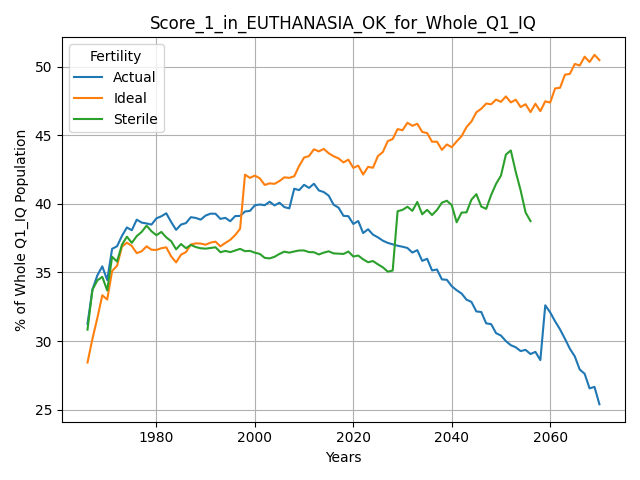 Score_1_in_EUTHANASIA_OK_for_Whole_Q1_IQ
Fertility
Actual
Ideal
Sterile
% of Whole Q1_IQ Population
50
45
40
35
30
25
1980
2000
2020
2040
2060
Years